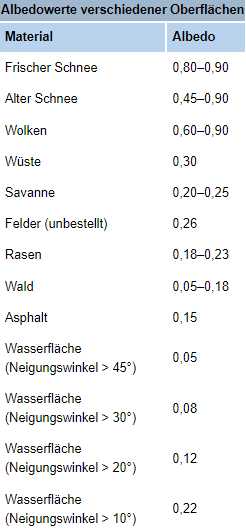 Albedowerte verschiedener Oberflächen
Material Albedo
Frischer Schnee 0,80–0,90
Alter Schnee 0,45–0,90
Wolken 0,60–0,90
Wüste 0,30
Savanne 0,20–0,25
Felder (unbestellt) 0,26
Rasen 0,18–0,23
Wald 0,05–0,18
Asphalt 0,15
Wasserfläche
(Neigungswinkel > 45°) 0,05
Wasserfläche
(Neigungswinkel > 30°) 0,08
Wasserfläche
(Neigungswinkel > 20°) 0,12
Wasserfläche
(Neigungswinkel > 10°) 0,22